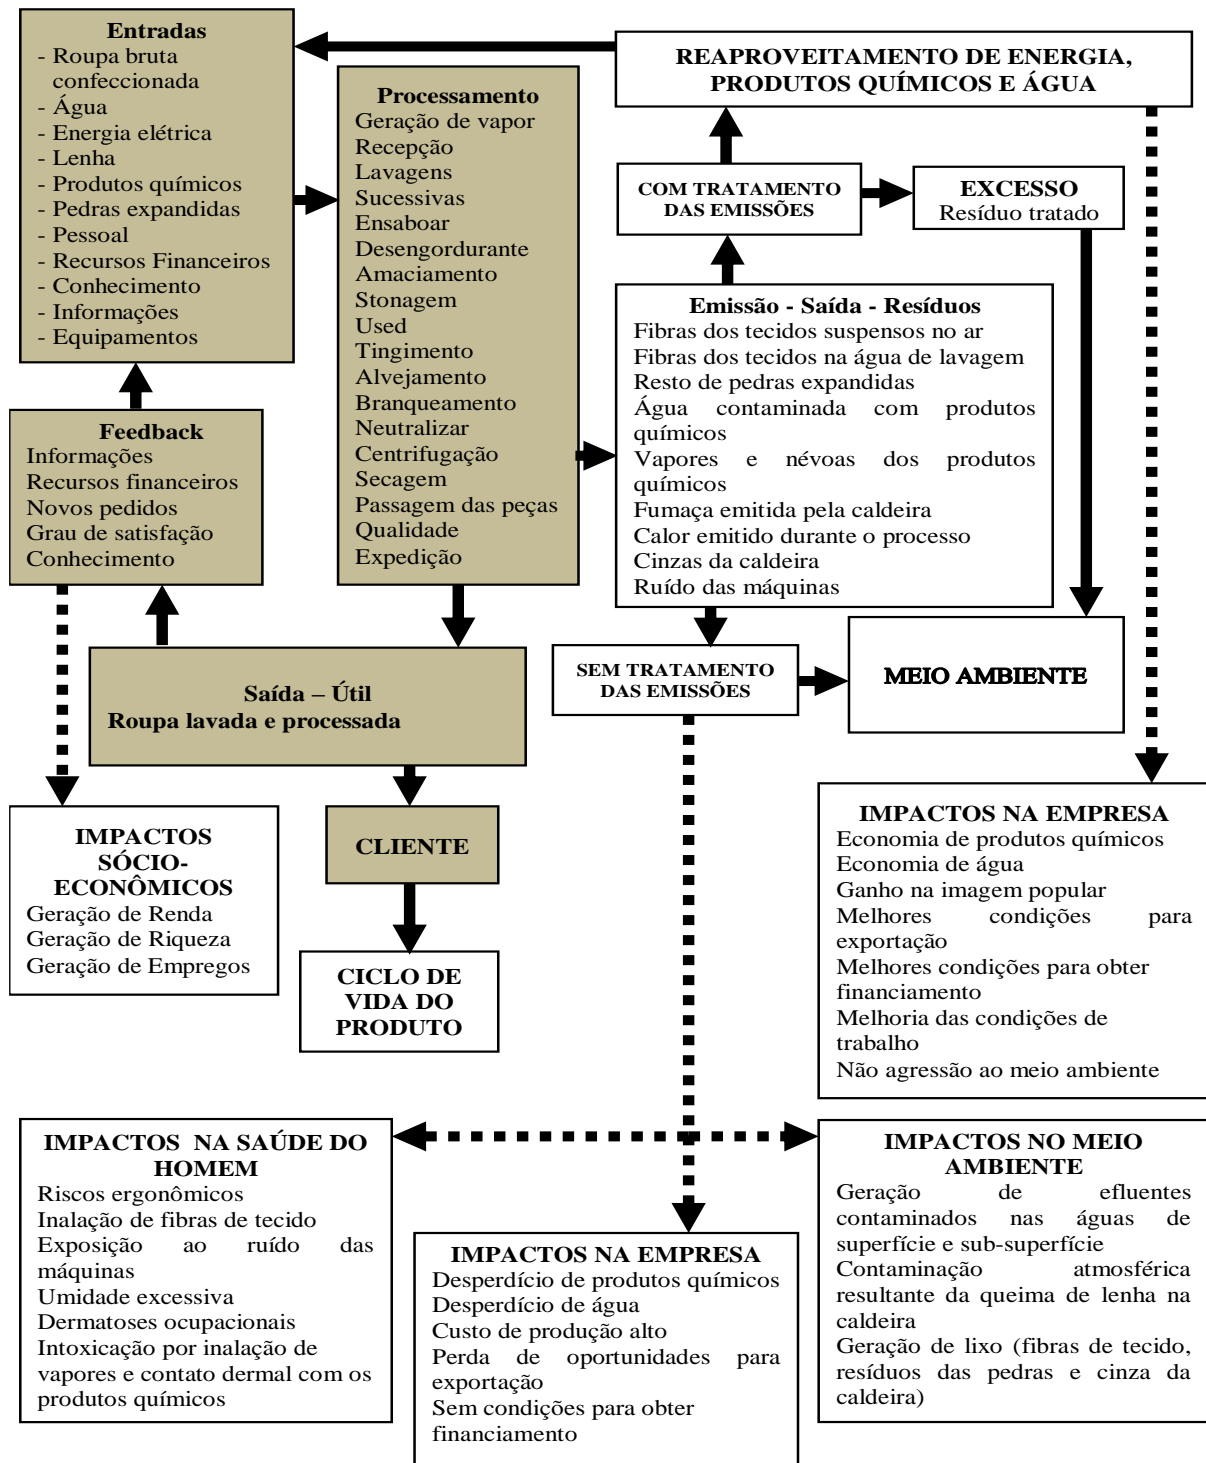 Entradas
- Roupa bruta
confeccionada
- Água
- Energia elétrica
- Lenha
- Produtos químicos
- Pedras expandidas
- Pessoal
- Recursos Financeiros
- Conhecimento
- Informações
- Equipamentos
Processamento
Geração de vapor
Recepção
Lavagens
Sucessivas
Ensaboar
Desengordurante
Amaciamento
Stonagem
Used
Tingimento
Alvejamento
Branqueamento
Neutralizar
Centrifugação
Secagem
Passagem das peças
Qualidade
Expedição
REAPROVEITAMENTO DE ENERGIA,
PRODUTOS QUÍMICOS E ÁGUA
COM TRATAMENTO
DAS EMISSÕES
EXCESSO
Resíduo tratado
Emissão - Saída - Resíduos
Fibras dos tecidos suspensos no ar
Fibras dos tecidos na água de lavagem
Resto de pedras expandidas
Água contaminada com produtos
químicos
Vapores e névoas dos produtos
químicos
Fumaça emitida pela caldeira
Calor emitido durante o processo
Cinzas da caldeira
Ruído das máquinas
Feedback
Informações
Recursos financeiros
Novos pedidos
Grau de satisfação
Conhecimento
Saída – Útil
Roupa lavada e processada
SEM TRATAMENTO
DAS EMISSÕES
MEIO AMBIENTE
IMPACTOS
SÓCIO-
ECONÔMICOS
Geração de Renda
Geração de Riqueza
Geração de Empregos
CLIENTE
CICLO DE
VIDA DO
PRODUTO
IMPACTOS NA EMPRESA
Economia de produtos químicos
Economia de água
Ganho na imagem popular
Melhores condições para
exportação
Melhores condições para obter
financiamento
Melhoria das condições de
trabalho
Não agressão ao meio ambiente
IMPACTOS NA SAÚDE DO
HOMEM
Riscos ergonômicos
Inalação de fibras de tecido
Exposição ao ruído das
máquinas
Umidade excessiva
Dermatoses ocupacionais
Intoxicação por inalação de
vapores e contato dermal com os
produtos químicos
IMPACTOS NA EMPRESA
Desperdício de produtos químicos
Desperdício de água
Custo de produção alto
Perda de oportunidades para
exportação
Sem condições para obter
financiamento
IMPACTOS NO MEIO
AMBIENTE
Geração de efluentes
contaminados nas águas de
superfície e sub-superfície
Contaminação atmosférica
resultante da queima de lenha na
caldeira
Geração de lixo (fibras de tecido,
resíduos das pedras e cinza da
caldeira)